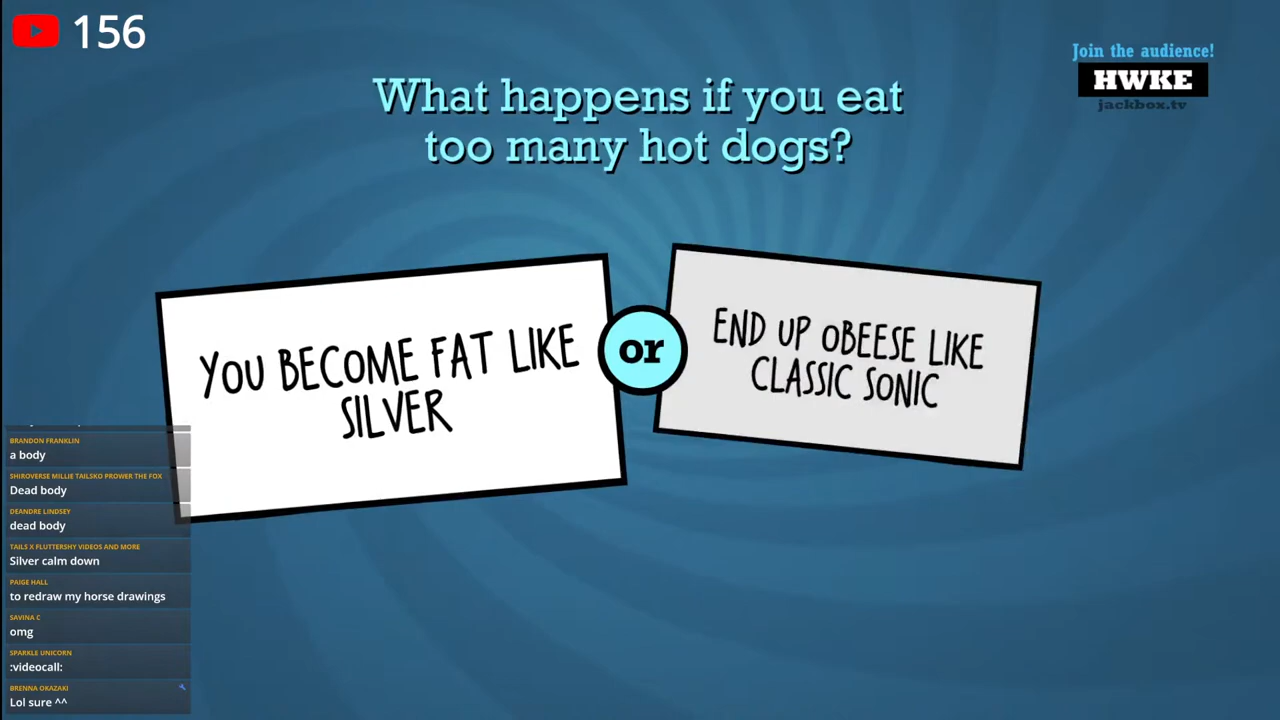 156
Join the audience!
HWKE
jackbox.tv
What happens if you eat
too many hot dogs?
YOU BECOME FAT LIKE
SILVER
or
END UP OBEESE LIKE
CLASSIC SONIC
BRANDON FRANKLIN
a body
SHIROVERSE MILLIE TAILSKO PROWER THE FOX
Dead body
DEANDRE LINDSEY
dead body
TAILS X FLUTTERSHY VIDEOS AND MORE
Silver calm down
PAIGE HALL
to redraw my horse drawings
SAVINA C
omg
SPARKLE UNICORN
:videocall:
BRENNA OKAZAKI
Lol sure ^^